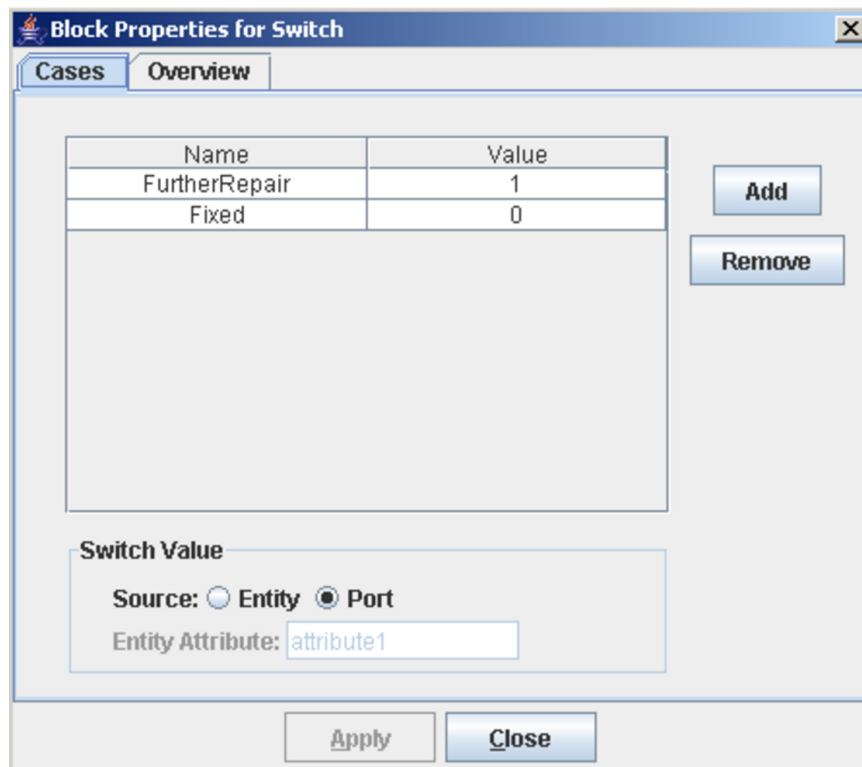 Block Properties for Switch
Cases Overview
Name Value
FurtherRepair 1
Fixed 0
Add
Remove
Switch Value
Source: Entity Port
Entity Attribute: attribute1
Apply Close